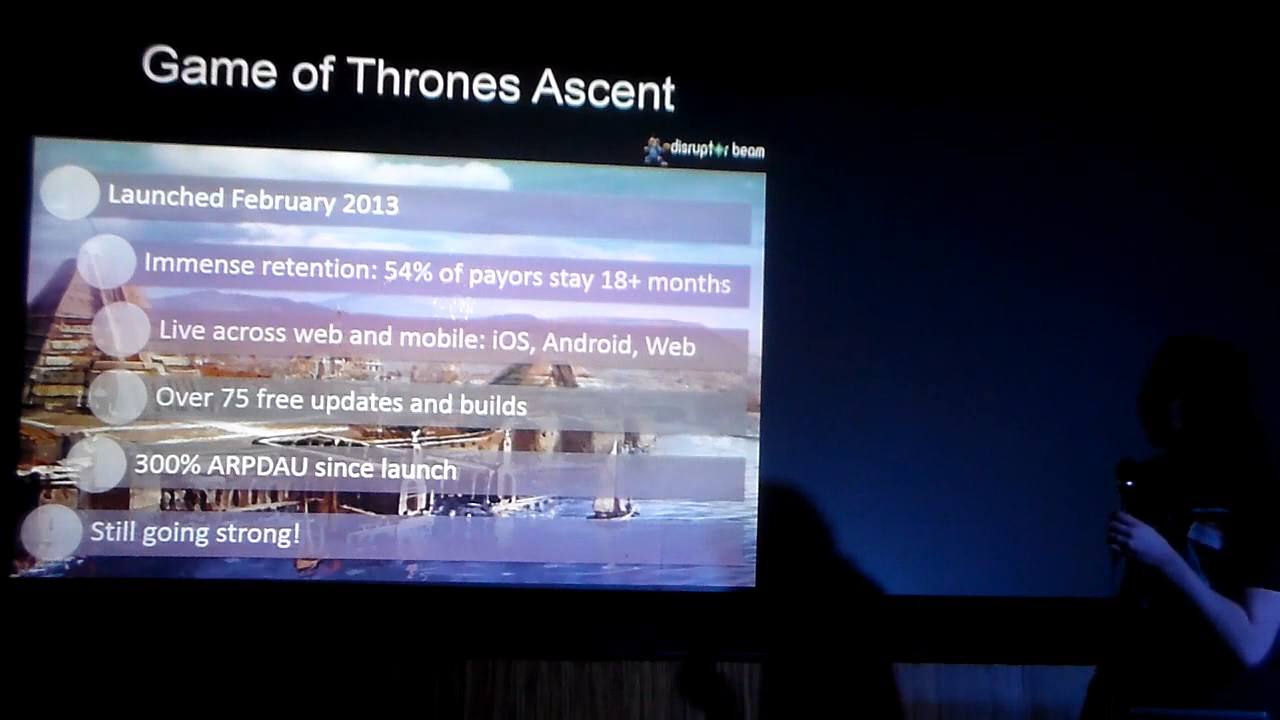 Game of Thrones Ascent
disruptor beam
Launched February 2013
Immense retention: 54% of payors stay 18+ months
Live across web and mobile: iOS, Android, Web
Over 75 free updates and builds
300% ARPDAU since launch
Still going strong!